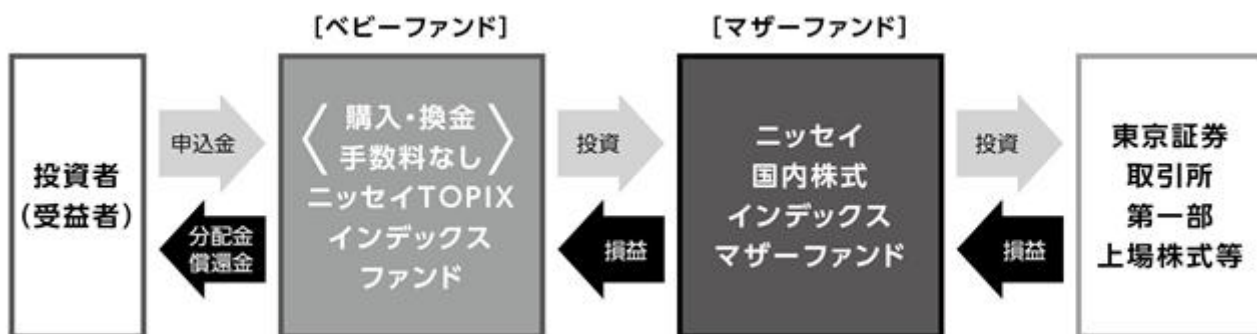 [ベビーファンド]
[マザーファンド]
投資者
(受益者)
申込金
分配金
償還金
〈購入・換金
手数料なし〉
ニッセイTOPIX
インデックス
ファンド
投資
損益
ニッセイ
国内株式
インデックス
マザーファンド
投資
損益
東京証券
取引所
第一部
上場株式等